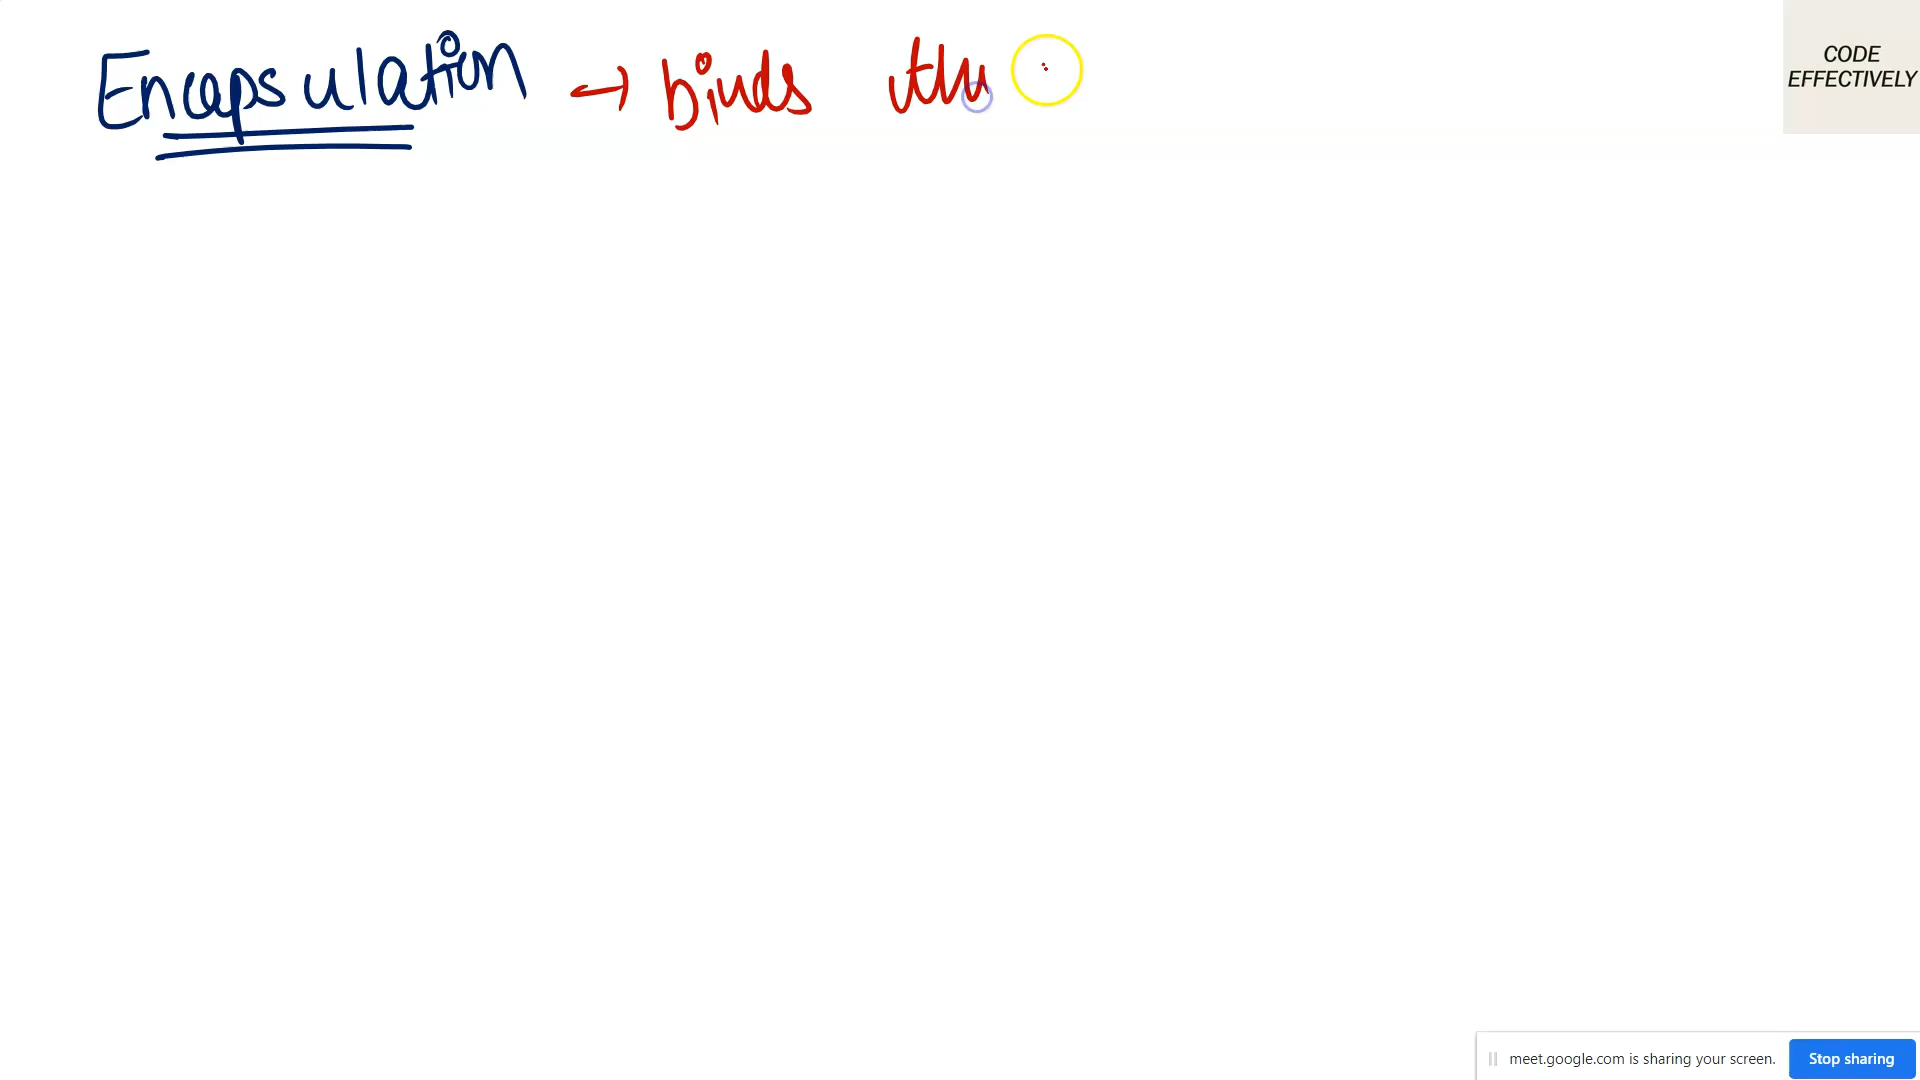 Encapsulation → binds the
CODE
EFFECTIVELY
meet.google.com is sharing your screen.
Stop sharing